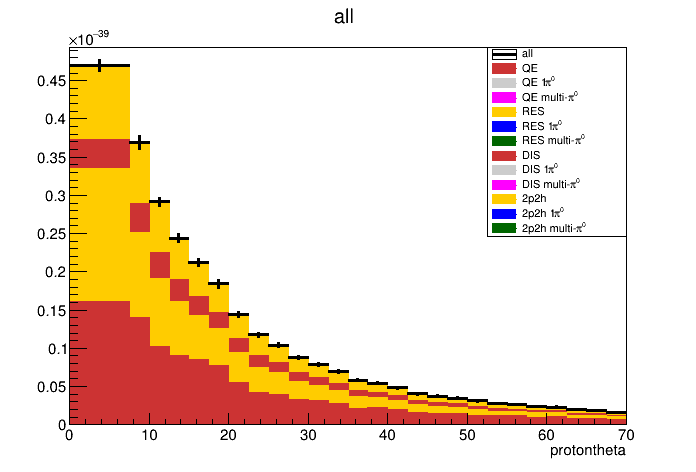 all
×10⁻³⁹
all
QE
QE 1π⁰
QE multi-π⁰
RES
RES 1π⁰
RES multi-π⁰
DIS
DIS 1π⁰
DIS multi-π⁰
2p2h
2p2h 1π⁰
2p2h multi-π⁰
0.45
0.4
0.35
0.3
0.25
0.2
0.15
0.1
0.05
0
0 10 20 30 40 50 60 70
protontheta